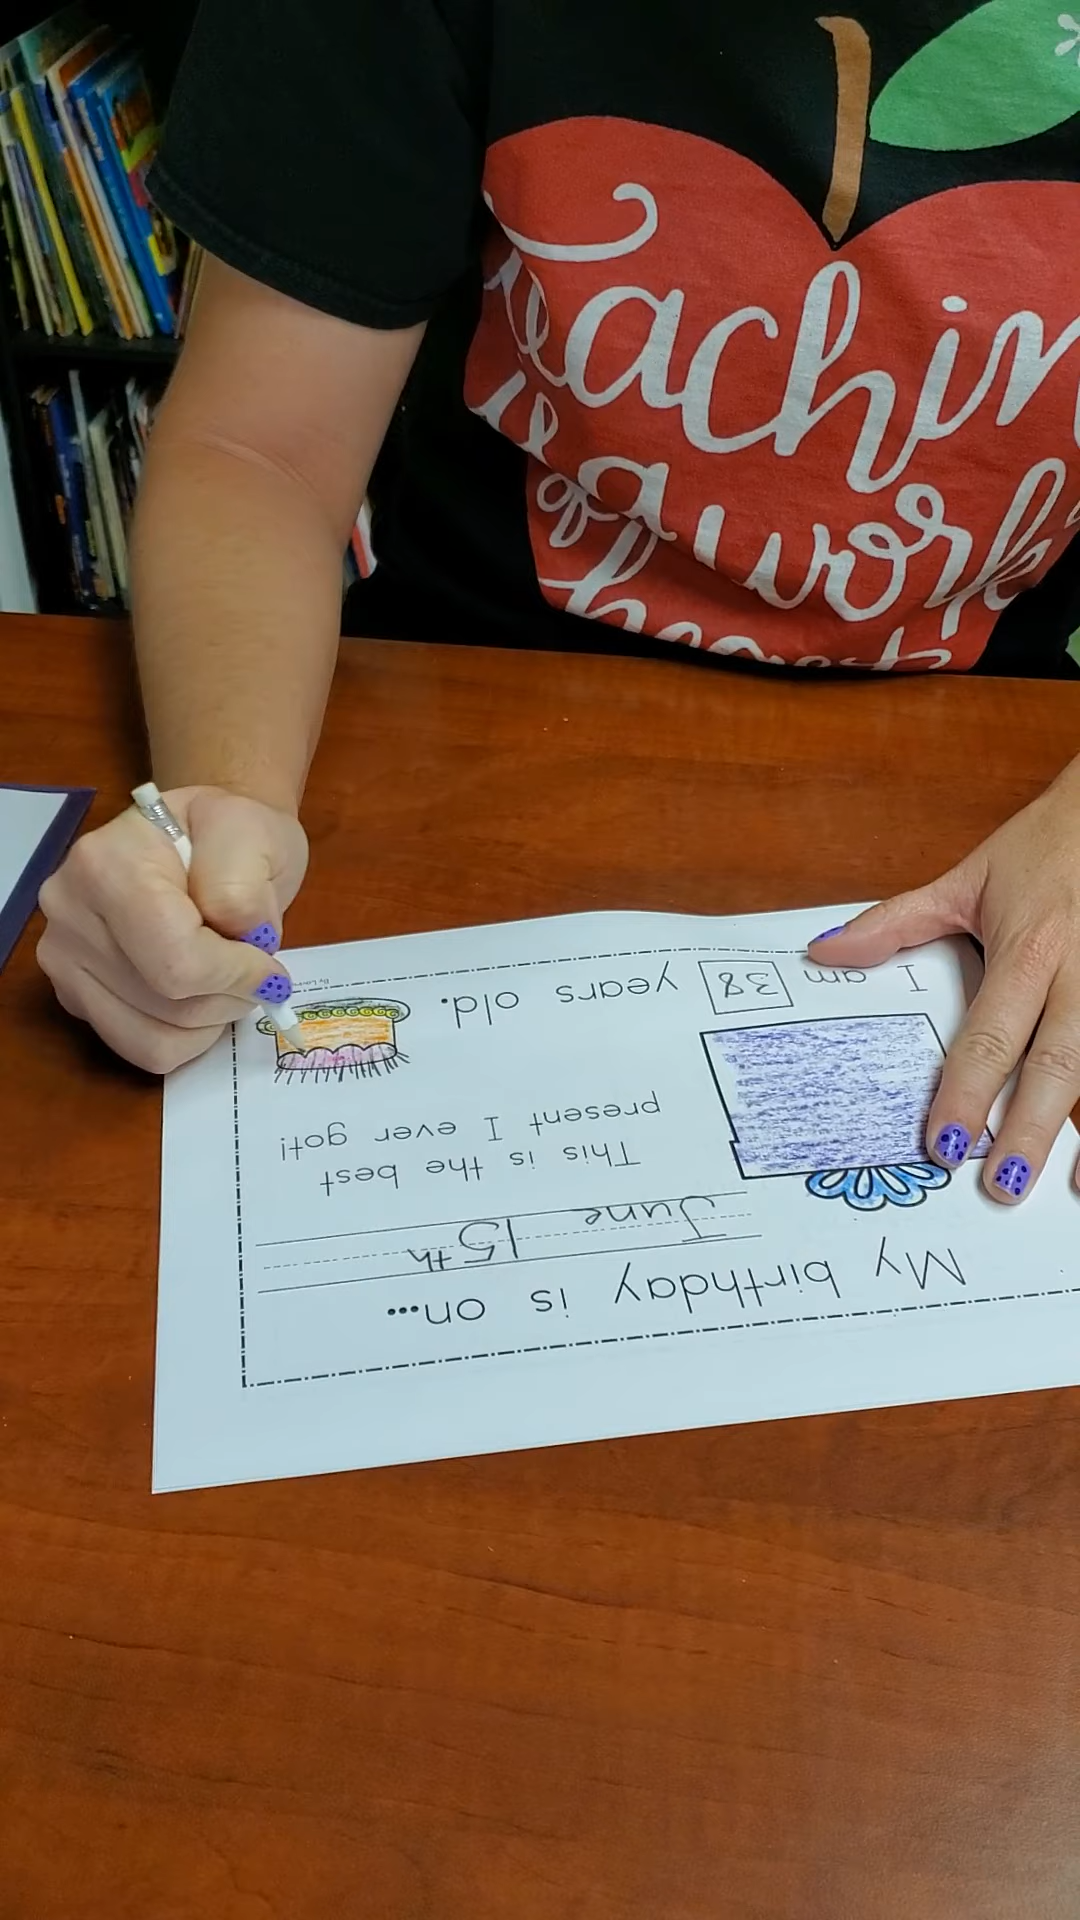 Teachin
is a work
of heart
My birthday is on...
June 15th
This is the best
present I ever got!
I am 38 years old.